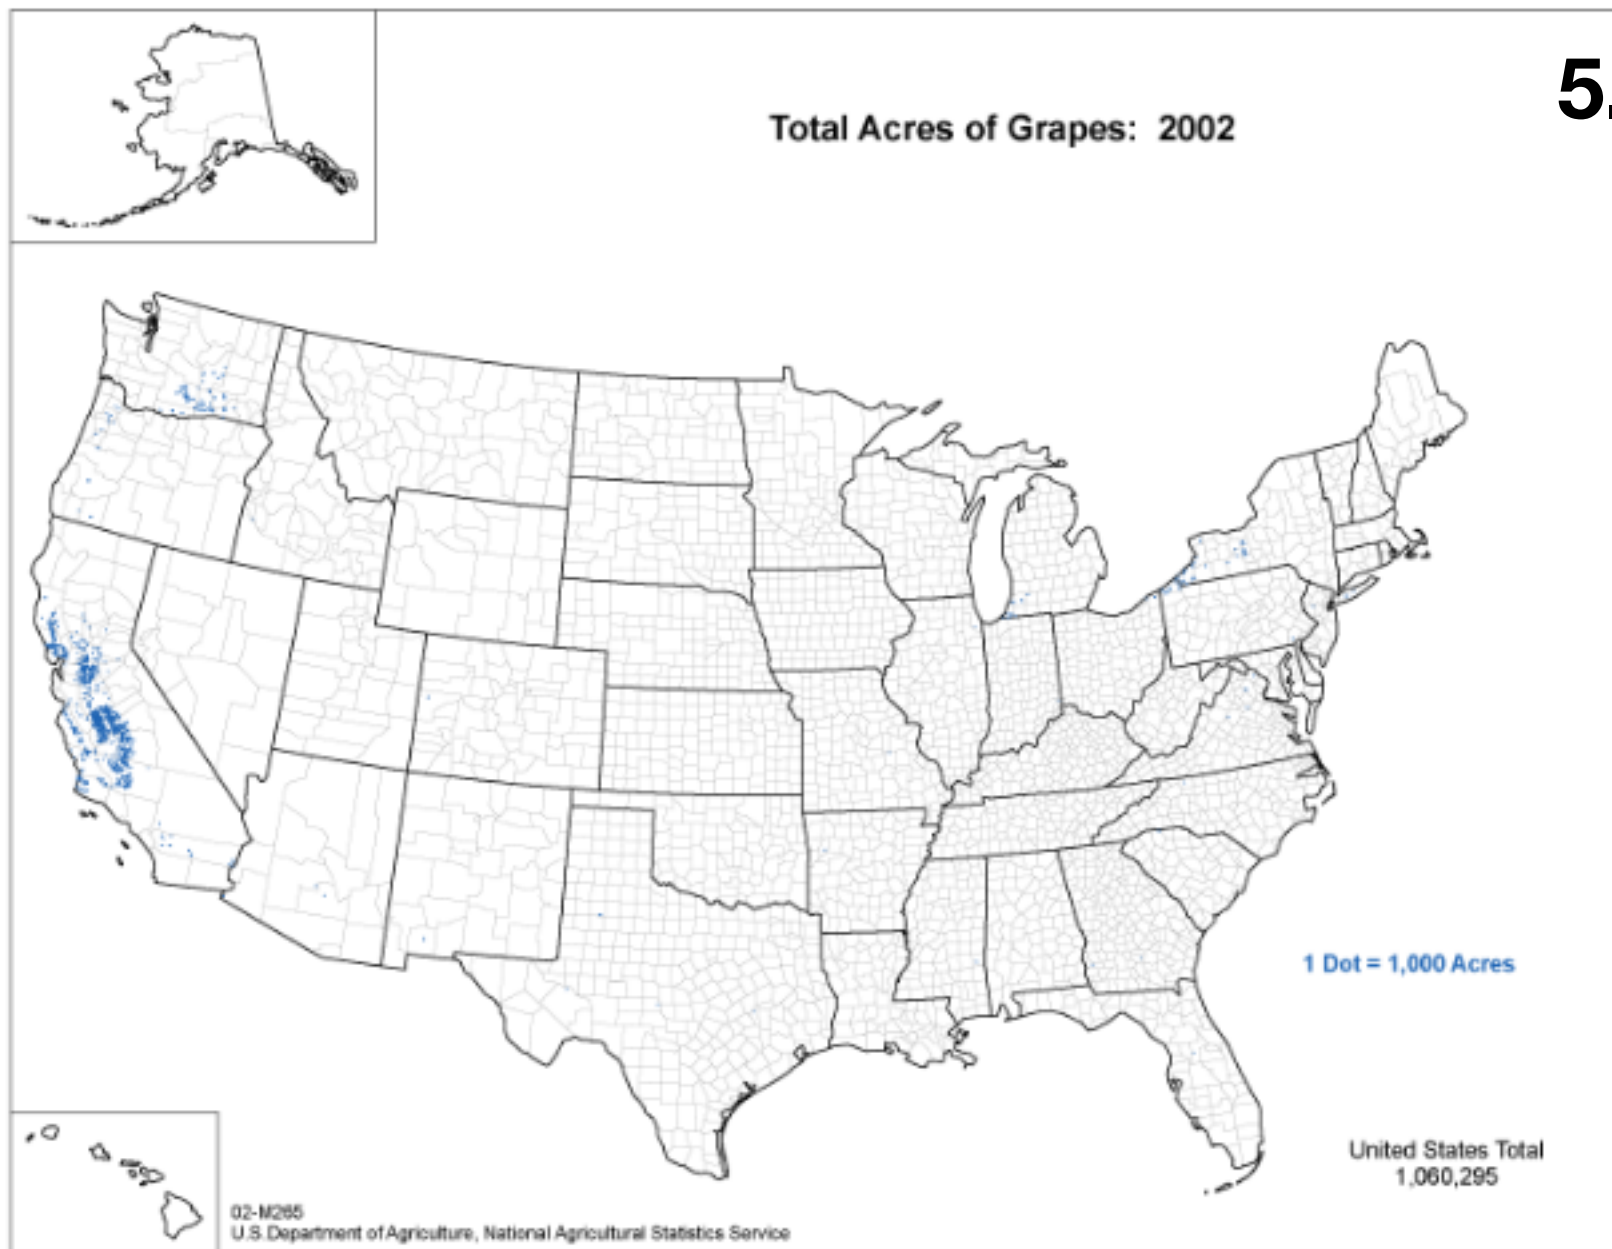 5.
Total Acres of Grapes: 2002
1 Dot = 1,000 Acres
United States Total
1,060,295
02-M265
U.S.Department of Agriculture, National Agricultural Statistics Service